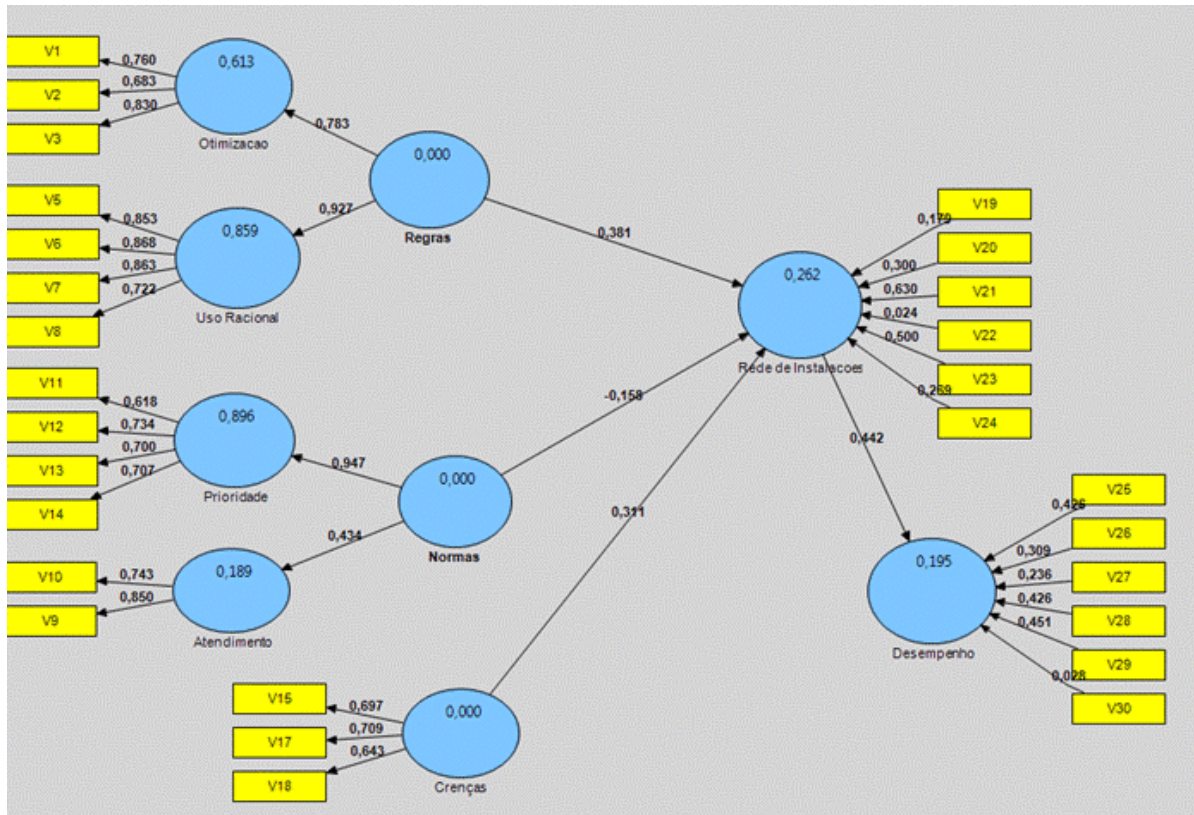 V1
0,760
V2
0,683
V3
0,830
0,613
Otimizacao
0,783
V5
0,853
V6
0,868
V7
0,863
V8
0,722
0,859
Uso Racional
0,927
0,000
Regras
0,381
V11
0,618
V12
0,734
V13
0,700
V14
0,707
0,896
Prioridade
0,947
V10
0,743
V9
0,850
0,189
Atendimento
0,434
0,000
Normas
-0,158
V15
0,697
V17
0,709
V18
0,643
0,000
Crenças
0,311
0,262
Rede de Instalacoes
0,442
V19
0,179
V20
0,300
V21
0,630
V22
0,024
V23
0,500
V24
0,269
0,195
Desempenho
V25
0,426
V26
0,309
V27
0,236
V28
0,426
V29
0,451
V30
0,028